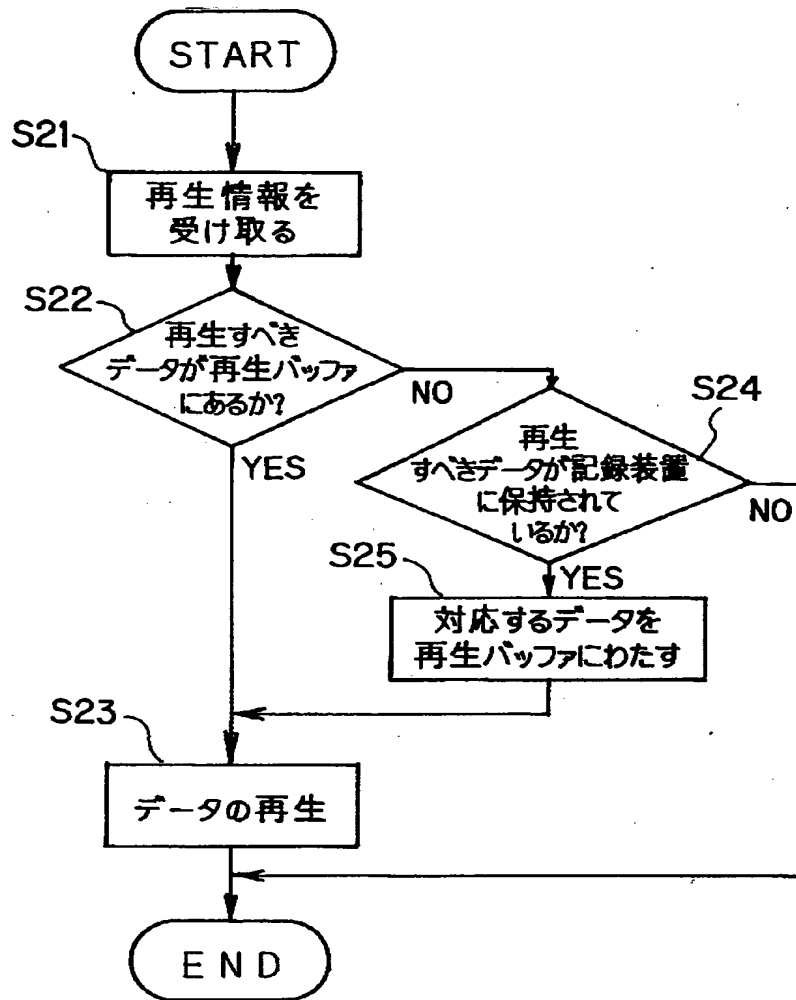 START
S21
再生情報を
受け取る
S22
再生すべき
データが再生バッファ
にあるか?
NO
YES
S24
再生
すべきデータが記録装置
に保持されて
いるか?
NO
S25
YES
対応するデータを
再生バッファにわたす
S23
データの再生
END